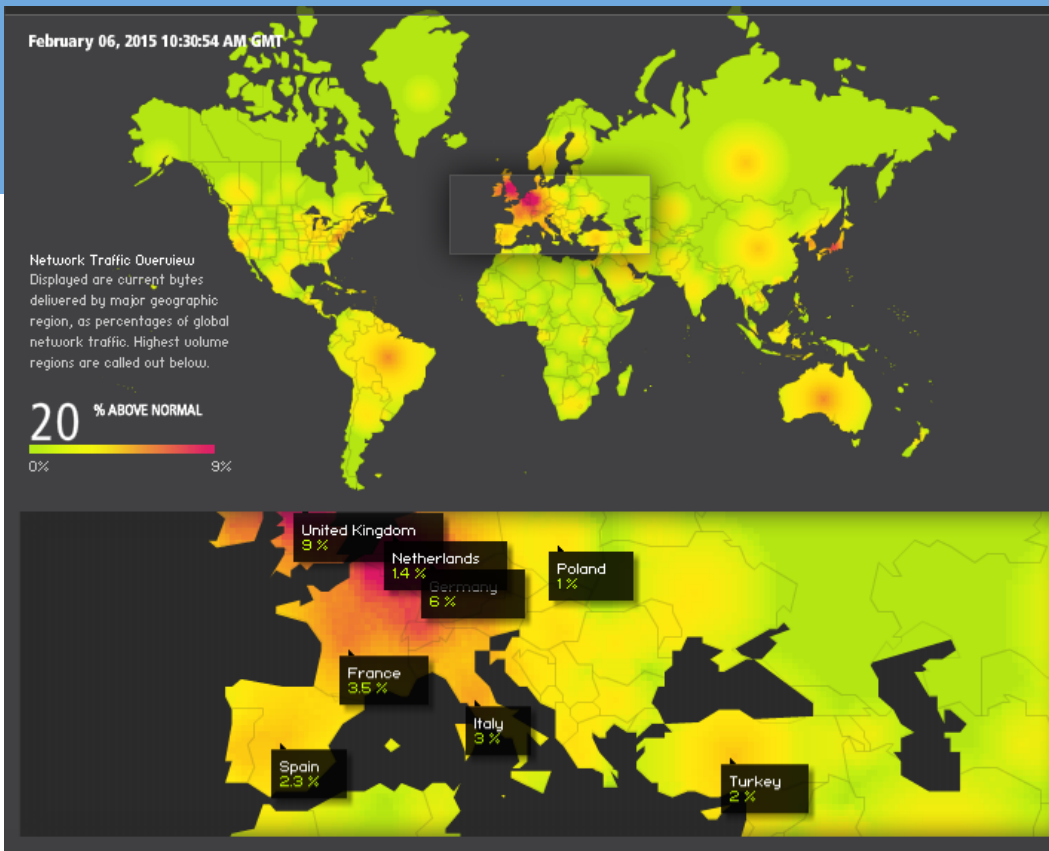 February 06, 2015 10:30:54 AM GMT
Network Traffic Overview
Displayed are current bytes
delivered by major geographic
region, as percentages of global
network traffic. Highest volume
regions are called out below.
20 % ABOVE NORMAL
0% 9%
United Kingdom
9 %
Netherlands
1.4 %
Germany
6 %
Poland
1 %
France
3.5 %
Italy
3 %
Spain
2.3 %
Turkey
2 %